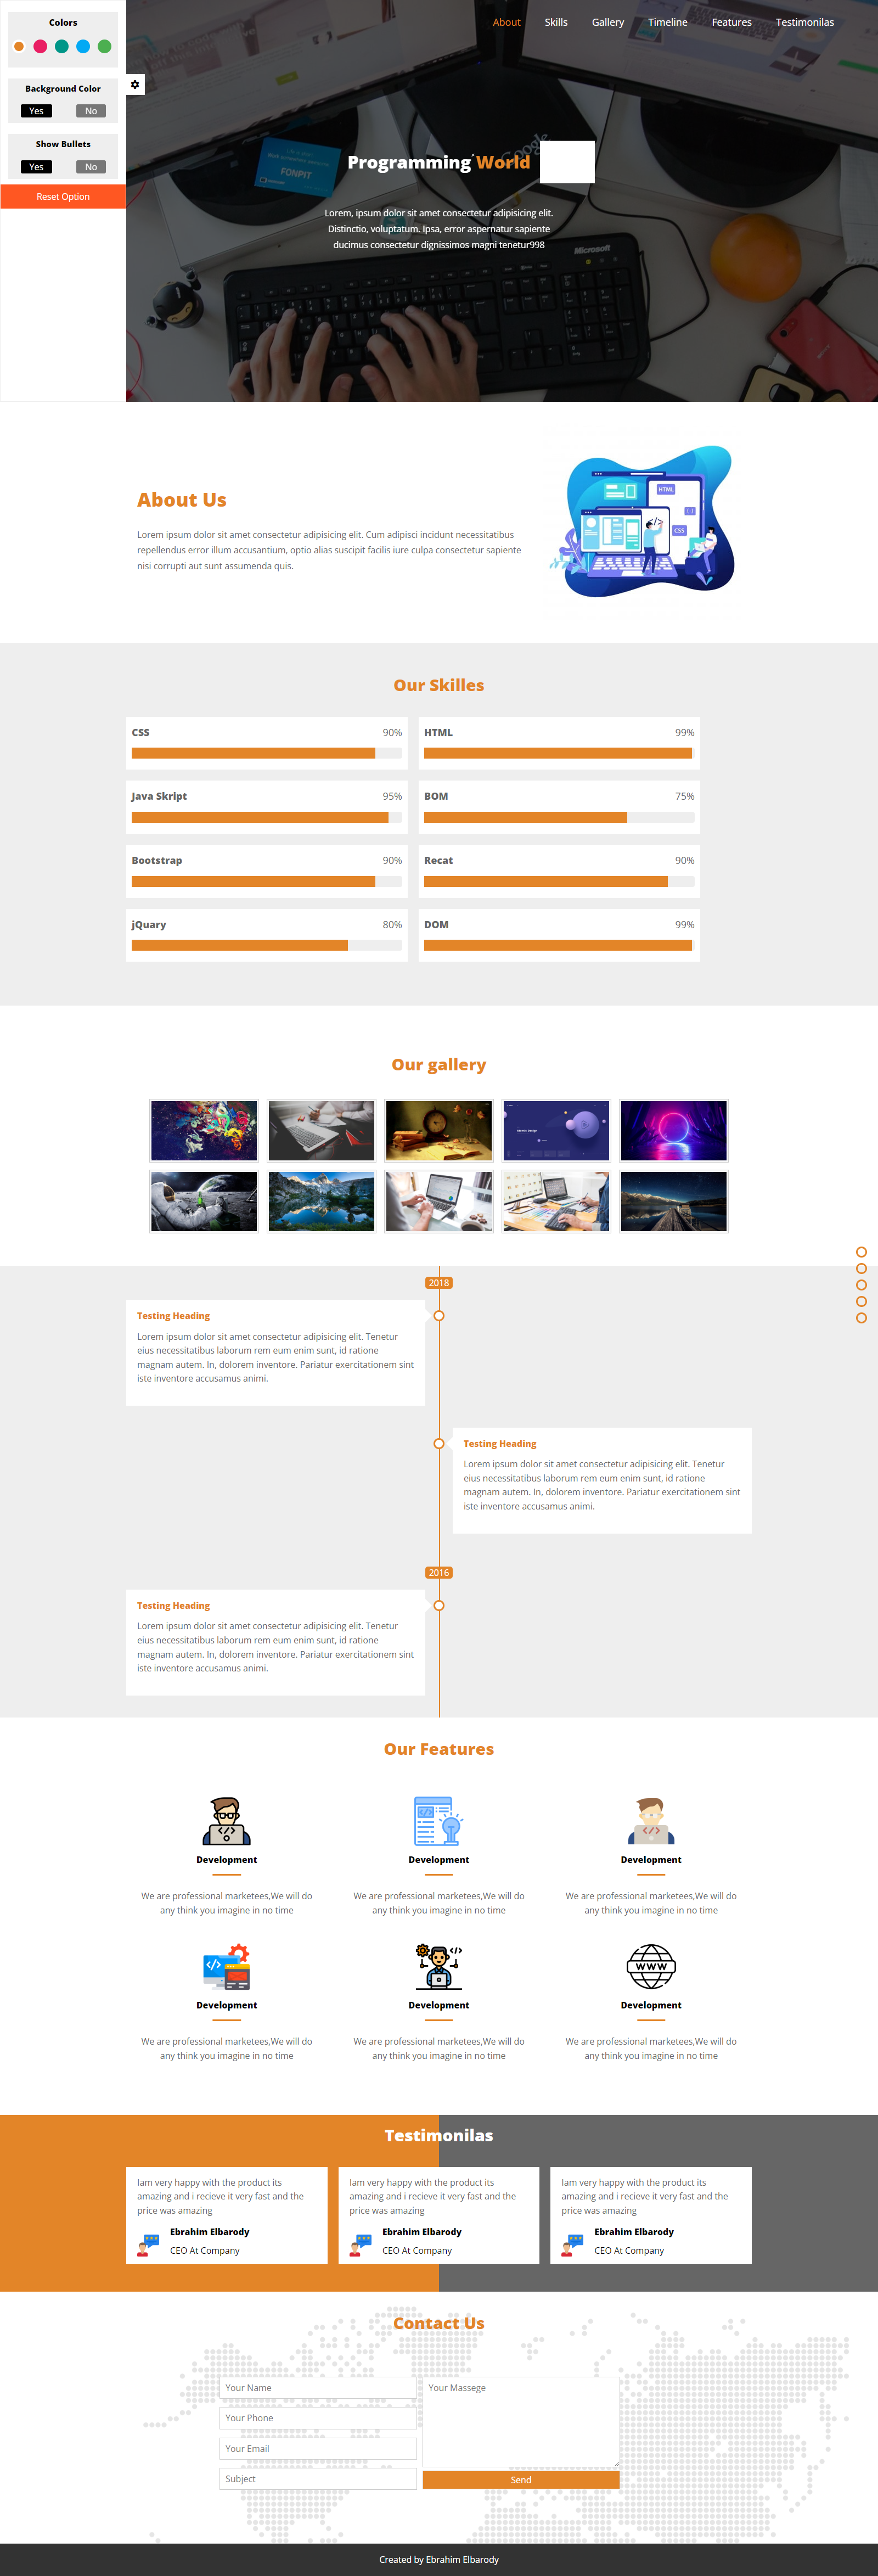 Colors
Background Color
Yes No
Show Bullets
Yes No
Reset Option
About Skills Gallery Timeline Features Testimonilas
Google
FONPIT
Microsoft
Programming World
Lorem, ipsum dolor sit amet consectetur adipisicing elit.
Distinctio, voluptatum. Ipsa, error aspernatur sapiente
ducimus consectetur dignissimos magni tenetur998
About Us
Lorem ipsum dolor sit amet consectetur adipisicing elit. Cum adipisci incidunt necessitatibus
repellendus error illum accusantium, optio alias suscipit facilis iure culpa consectetur sapiente
nisi corrupti aut sunt assumenda quis.
HTML
{ }
</>
CSS
Our Skilles
CSS 90%
HTML 99%
Java Skript 95%
BOM 75%
Bootstrap 90%
Recat 90%
jQuary 80%
DOM 99%
Our gallery
2018
Testing Heading
Lorem ipsum dolor sit amet consectetur adipisicing elit. Tenetur
eius necessitatibus laborum rem eum enim sunt, id ratione
magnam autem. In, dolorem inventore. Pariatur exercitationem sint
iste inventore accusamus animi.
Testing Heading
Lorem ipsum dolor sit amet consectetur adipisicing elit. Tenetur
eius necessitatibus laborum rem eum enim sunt, id ratione
magnam autem. In, dolorem inventore. Pariatur exercitationem sint
iste inventore accusamus animi.
2016
Testing Heading
Lorem ipsum dolor sit amet consectetur adipisicing elit. Tenetur
eius necessitatibus laborum rem eum enim sunt, id ratione
magnam autem. In, dolorem inventore. Pariatur exercitationem sint
iste inventore accusamus animi.
Our Features
Development
We are professional marketees,We will do
any think you imagine in no time
Development
We are professional marketees,We will do
any think you imagine in no time
Development
We are professional marketees,We will do
any think you imagine in no time
Development
We are professional marketees,We will do
any think you imagine in no time
Development
We are professional marketees,We will do
any think you imagine in no time
WWW
Development
We are professional marketees,We will do
any think you imagine in no time
Testimonilas
Iam very happy with the product its
amazing and i recieve it very fast and the
price was amazing
Ebrahim Elbarody
CEO At Company
Iam very happy with the product its
amazing and i recieve it very fast and the
price was amazing
Ebrahim Elbarody
CEO At Company
Iam very happy with the product its
amazing and i recieve it very fast and the
price was amazing
Ebrahim Elbarody
CEO At Company
Contact Us
Your Name
Your Phone
Your Email
Subject
Your Massege
Send
Created by Ebrahim Elbarody